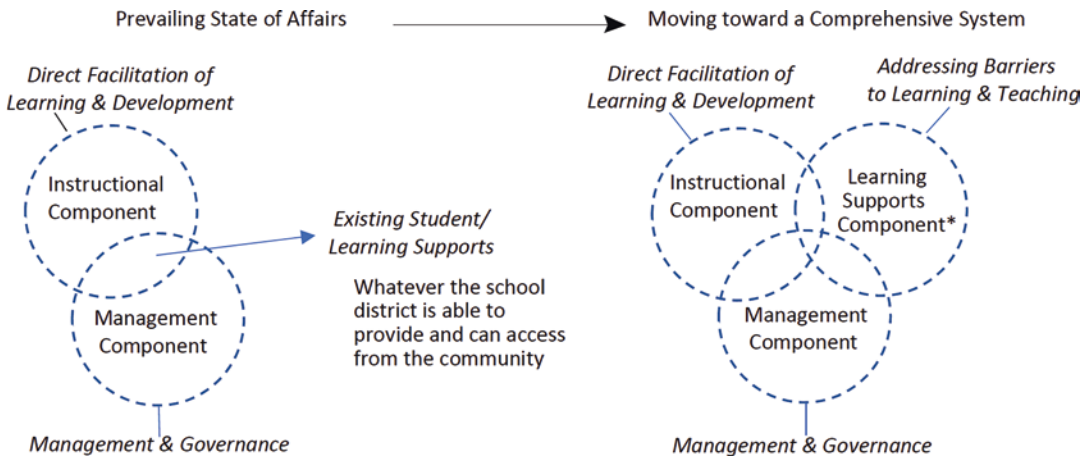 Prevailing State of Affairs
Moving toward a Comprehensive System
Direct Facilitation of
Learning & Development
Instructional
Component
Existing Student/
Learning Supports
Whatever the school
district is able to
provide and can access
from the community
Management
Component
Management & Governance
Direct Facilitation of
Learning & Development
Addressing Barriers
to Learning & Teaching
Instructional
Component
Learning
Supports
Component*
Management
Component
Management & Governance